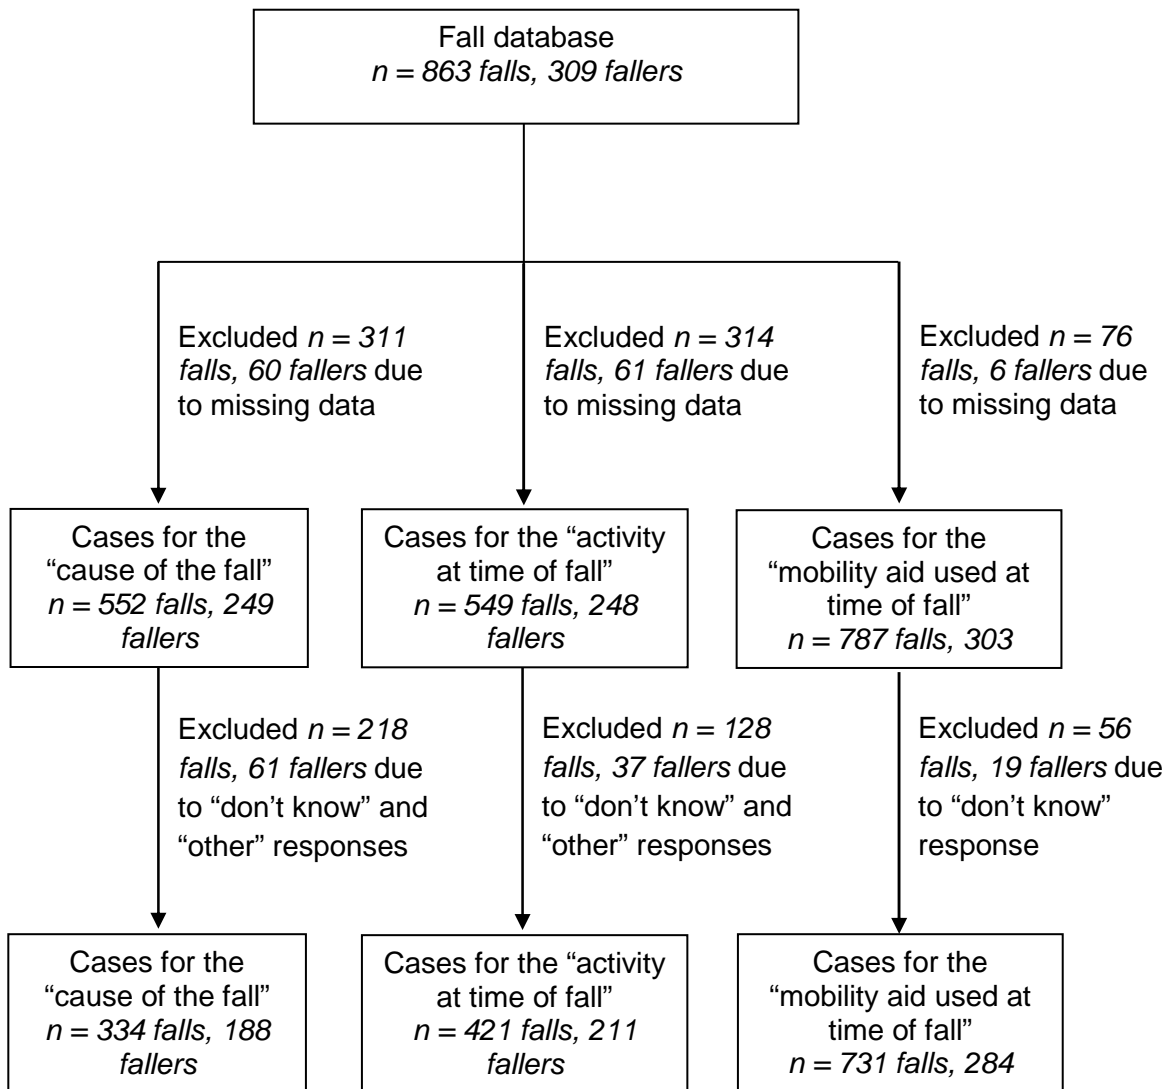 Fall database
n = 863 falls, 309 fallers
Excluded n = 311
falls, 60 fallers due
to missing data
Excluded n = 314
falls, 61 fallers due
to missing data
Excluded n = 76
falls, 6 fallers due
to missing data
Cases for the
“cause of the fall”
n = 552 falls, 249
fallers
Cases for the “activity
at time of fall”
n = 549 falls, 248
fallers
Cases for the
“mobility aid used at
time of fall”
n = 787 falls, 303
Excluded n = 218
falls, 61 fallers due
to “don’t know” and
“other” responses
Excluded n = 128
falls, 37 fallers due
to “don’t know” and
“other” responses
Excluded n = 56
falls, 19 fallers due
to “don’t know”
response
Cases for the
“cause of the fall”
n = 334 falls, 188
fallers
Cases for the “activity
at time of fall”
n = 421 falls, 211
fallers
Cases for the
“mobility aid used at
time of fall”
n = 731 falls, 284